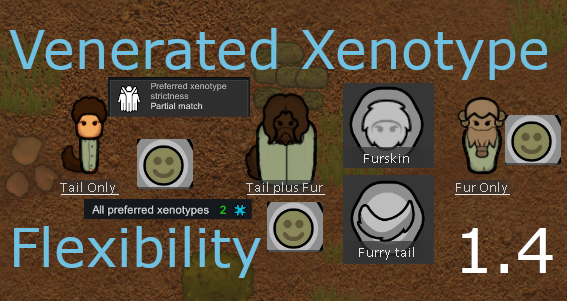 Venerated Xenotype
Preferred xenotype
strictness
Partial match
Furskin
Tail Only
Tail plus Fur
Fur Only
All preferred xenotypes 2
Furry tail
Flexibility
1.4